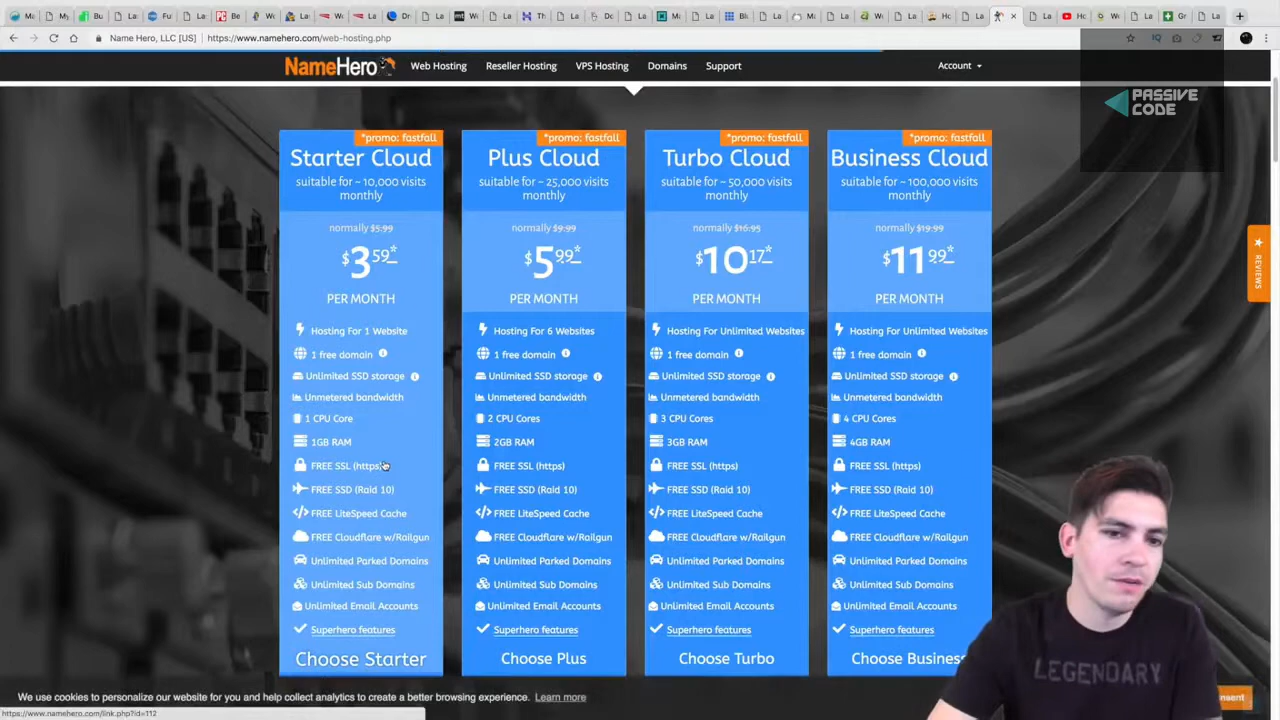 Name Hero, LLC [US] https://www.namehero.com/web-hosting.php
PASSIVE
CODE
NameHero
Web Hosting
Reseller Hosting
VPS Hosting
Domains
Support
Account
*promo: fastfall
Starter Cloud
suitable for ~ 10,000 visits
monthly
normally $5.99
$3.59*
PER MONTH
Hosting For 1 Website
1 free domain
Unlimited SSD storage
Unmetered bandwidth
1 CPU Core
1GB RAM
FREE SSL (https)
FREE SSD (Raid 10)
FREE LiteSpeed Cache
FREE Cloudflare w/Railgun
Unlimited Parked Domains
Unlimited Sub Domains
Unlimited Email Accounts
Superhero features
Choose Starter
*promo: fastfall
Plus Cloud
suitable for ~ 25,000 visits
monthly
normally $9.99
$5.99*
PER MONTH
Hosting For 6 Websites
1 free domain
Unlimited SSD storage
Unmetered bandwidth
2 CPU Cores
2GB RAM
FREE SSL (https)
FREE SSD (Raid 10)
FREE LiteSpeed Cache
FREE Cloudflare w/Railgun
Unlimited Parked Domains
Unlimited Sub Domains
Unlimited Email Accounts
Superhero features
Choose Plus
*promo: fastfall
Turbo Cloud
suitable for ~ 50,000 visits
monthly
normally $16.95
$10.17*
PER MONTH
Hosting For Unlimited Websites
1 free domain
Unlimited SSD storage
Unmetered bandwidth
3 CPU Cores
3GB RAM
FREE SSL (https)
FREE SSD (Raid 10)
FREE LiteSpeed Cache
FREE Cloudflare w/Railgun
Unlimited Parked Domains
Unlimited Sub Domains
Unlimited Email Accounts
Superhero features
Choose Turbo
*promo: fastfall
Business Cloud
suitable for ~ 100,000 visits
monthly
normally $19.99
$11.99*
PER MONTH
Hosting For Unlimited Websites
1 free domain
Unlimited SSD storage
Unmetered bandwidth
4 CPU Cores
4GB RAM
FREE SSL (https)
FREE SSD (Raid 10)
FREE LiteSpeed Cache
FREE Cloudflare w/Railgun
Unlimited Parked Domains
Unlimited Sub Domains
Unlimited Email Accounts
Superhero features
Choose Business
REVIEWS
LEGENDARY
We use cookies to personalize our website for you and help collect analytics to create a better browsing experience. Learn more
https://www.namehero.com/link.php?id=112